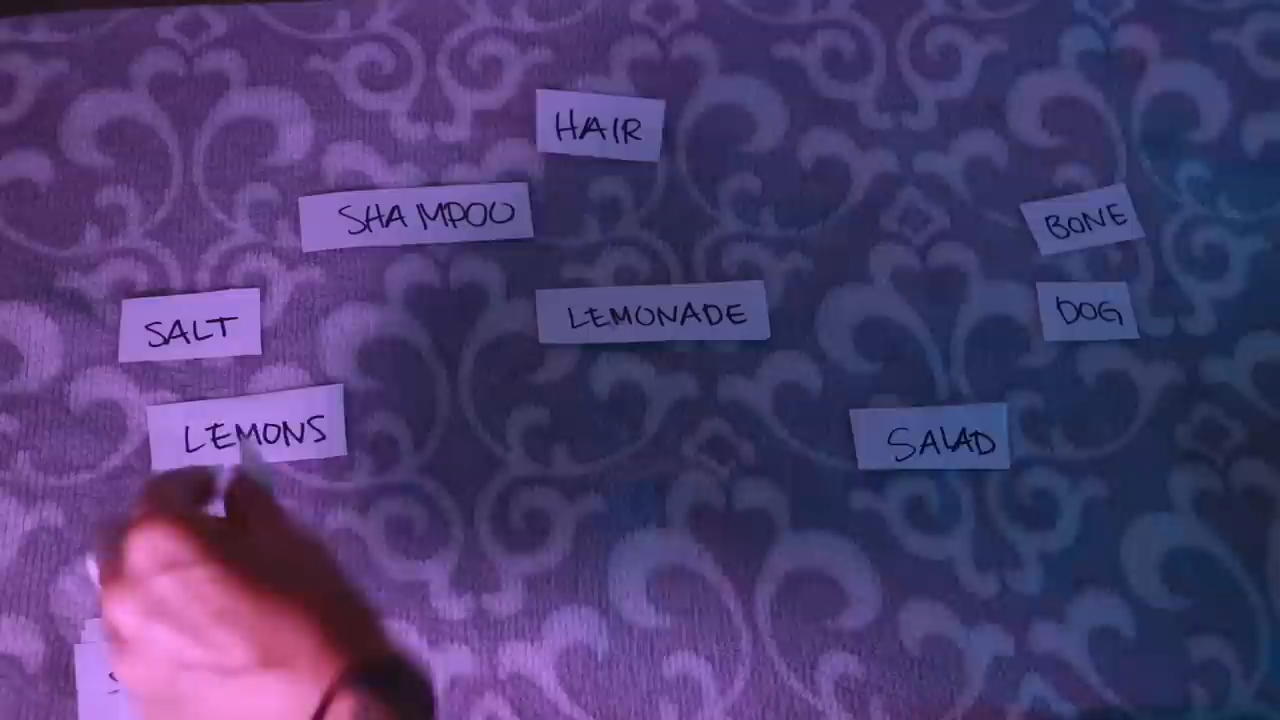 HAIR
SHAMPOO
BONE
SALT
LEMONADE
DOG
LEMONS
SALAD